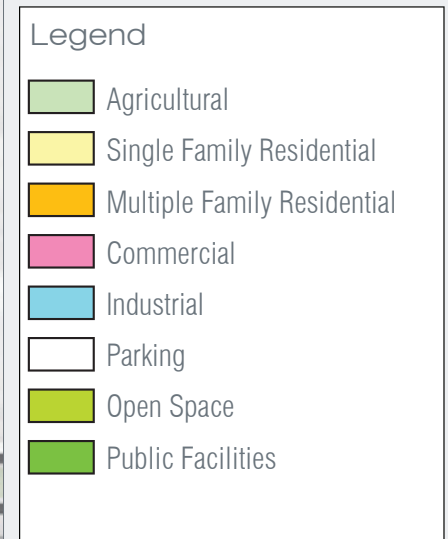 Legend
Agricultural
Single Family Residential
Multiple Family Residential
Commercial
Industrial
Parking
Open Space
Public Facilities